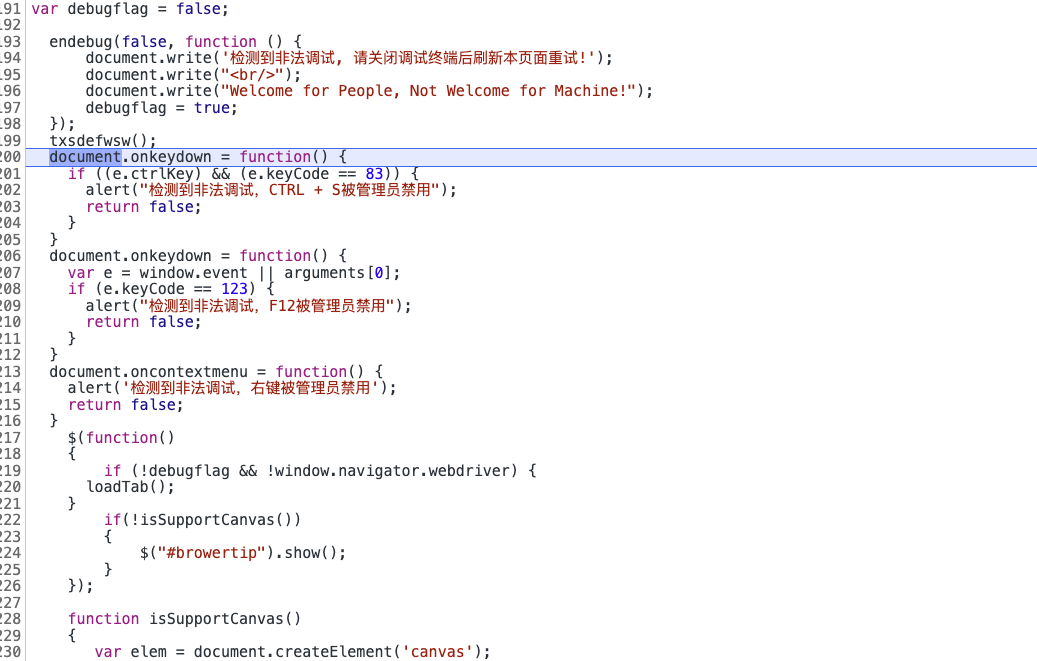 191 var debugflag = false;
192
193 endebug(false, function () {
194 document.write('检测到非法调试, 请关闭调试终端后刷新本页面重试!');
195 document.write("<br/>");
196 document.write("Welcome for People, Not Welcome for Machine!");
197 debugflag = true;
198 });
199 txsdefwsw();
200 document.onkeydown = function() {
201 if ((e.ctrlKey) && (e.keyCode == 83)) {
202 alert("检测到非法调试，CTRL + S被管理员禁用");
203 return false;
204 }
205 }
206 document.onkeydown = function() {
207 var e = window.event || arguments[0];
208 if (e.keyCode == 123) {
209 alert("检测到非法调试，F12被管理员禁用");
210 return false;
211 }
212 }
213 document.oncontextmenu = function() {
214 alert('检测到非法调试，右键被管理员禁用');
215 return false;
216 }
217 $(function()
218 {
219 if (!debugflag && !window.navigator.webdriver) {
220 loadTab();
221 }
222 if(!isSupportCanvas())
223 {
224 $("#browertip").show();
225 }
226 });
227
228 function isSupportCanvas()
229 {
230 var elem = document.createElement('canvas');